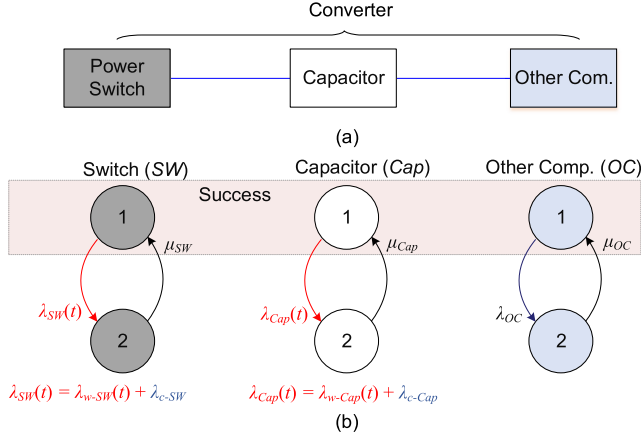 Converter
Power Switch
Capacitor
Other Com.
(a)
Switch (SW)
Capacitor (Cap)
Other Comp. (OC)
Success
1
1
1
μSW
μCap
μOC
λSW(t)
λCap(t)
λOC
2
2
2
λSW(t) = λw-SW(t) + λc-SW
λCap(t) = λw-Cap(t) + λc-Cap
(b)